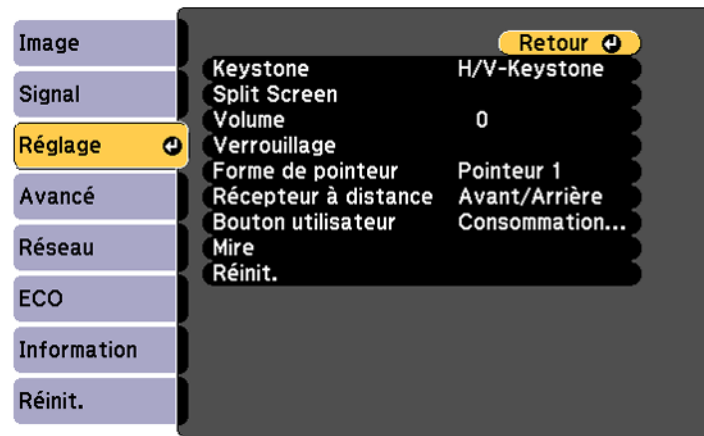 Image
Signal
Réglage
Avancé
Réseau
ECO
Information
Réinit.
Retour
Keystone H/V-Keystone
Split Screen
Volume 0
Verrouillage
Forme de pointeur Pointeur 1
Récepteur à distance Avant/Arrière
Bouton utilisateur Consommation...
Mire
Réinit.